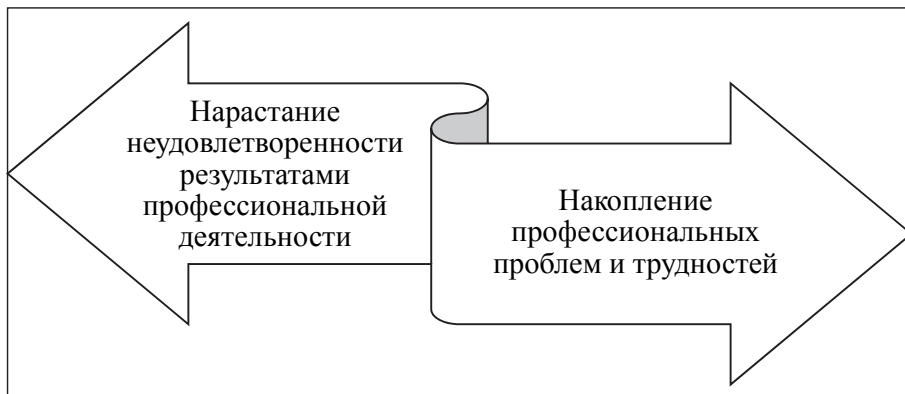 Нарастание
неудовлетворенности
результатами
профессиональной
деятельности
Накопление
профессиональных
проблем и трудностей